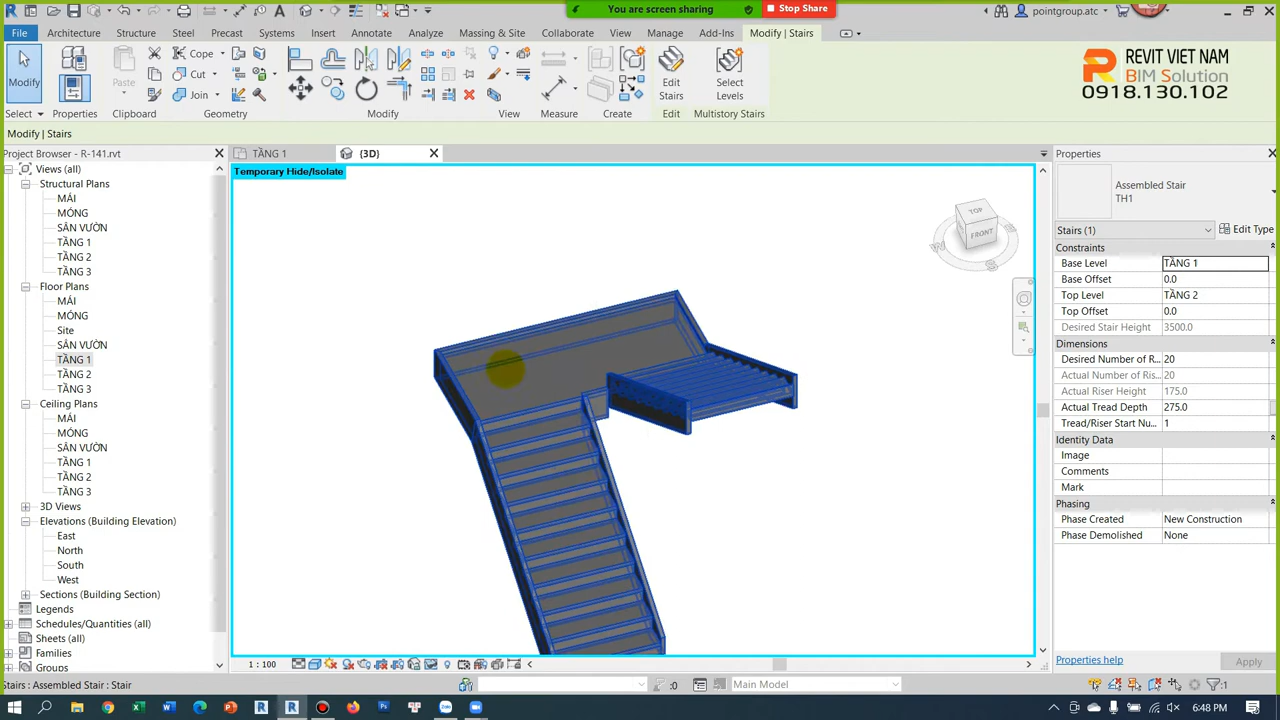 You are screen sharing
Stop Share
pointgroup.atc
File
Architecture
Structure
Steel
Precast
Systems
Insert
Annotate
Analyze
Massing & Site
Collaborate
View
Manage
Add-Ins
Modify | Stairs
Modify
Cope
Cut
Join
Paste
Edit
Stairs
Select
Levels
Select
Properties
Clipboard
Geometry
Modify
View
Measure
Create
Edit
Multistory Stairs
REVIT VIET NAM
BIM Solution
0918.130.102
Modify | Stairs
Project Browser - R-141.rvt
TẦNG 1
(3D)
Properties
Temporary Hide/Isolate
Views (all)
Structural Plans
MÁI
MÓNG
SÂN VƯỜN
TẦNG 1
TẦNG 2
TẦNG 3
Floor Plans
MÁI
MÓNG
Site
SÂN VƯỜN
TẦNG 1
TẦNG 2
TẦNG 3
Ceiling Plans
MÁI
MÓNG
SÂN VƯỜN
TẦNG 1
TẦNG 2
TẦNG 3
3D Views
Elevations (Building Elevation)
East
North
South
West
Sections (Building Section)
Legends
Schedules/Quantities (all)
Sheets (all)
Families
Groups
TOP
FRONT
W
S
E
Assembled Stair
TH1
Stairs (1)
Edit Type
Constraints
Base Level TẦNG 1
Base Offset 0.0
Top Level TẦNG 2
Top Offset 0.0
Desired Stair Height 3500.0
Dimensions
Desired Number of R... 20
Actual Number of Ris... 20
Actual Riser Height 175.0
Actual Tread Depth 275.0
Tread/Riser Start Nu... 1
Identity Data
Image
Comments
Mark
Phasing
Phase Created New Construction
Phase Demolished None
Properties help
Apply
1 : 100
Stairs : Assembled Stair : Stair
:0
Main Model
:1
6:48 PM